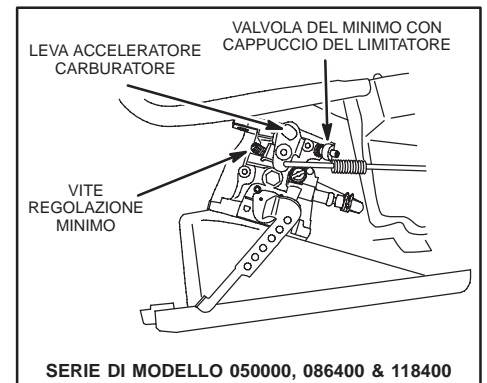 VALVOLA DEL MINIMO CON
CAPPUCCIO DEL LIMITATORE
LEVA ACCELERATORE
CARBURATORE
VITE
REGOLAZIONE
MINIMO
SERIE DI MODELLO 050000, 086400 & 118400